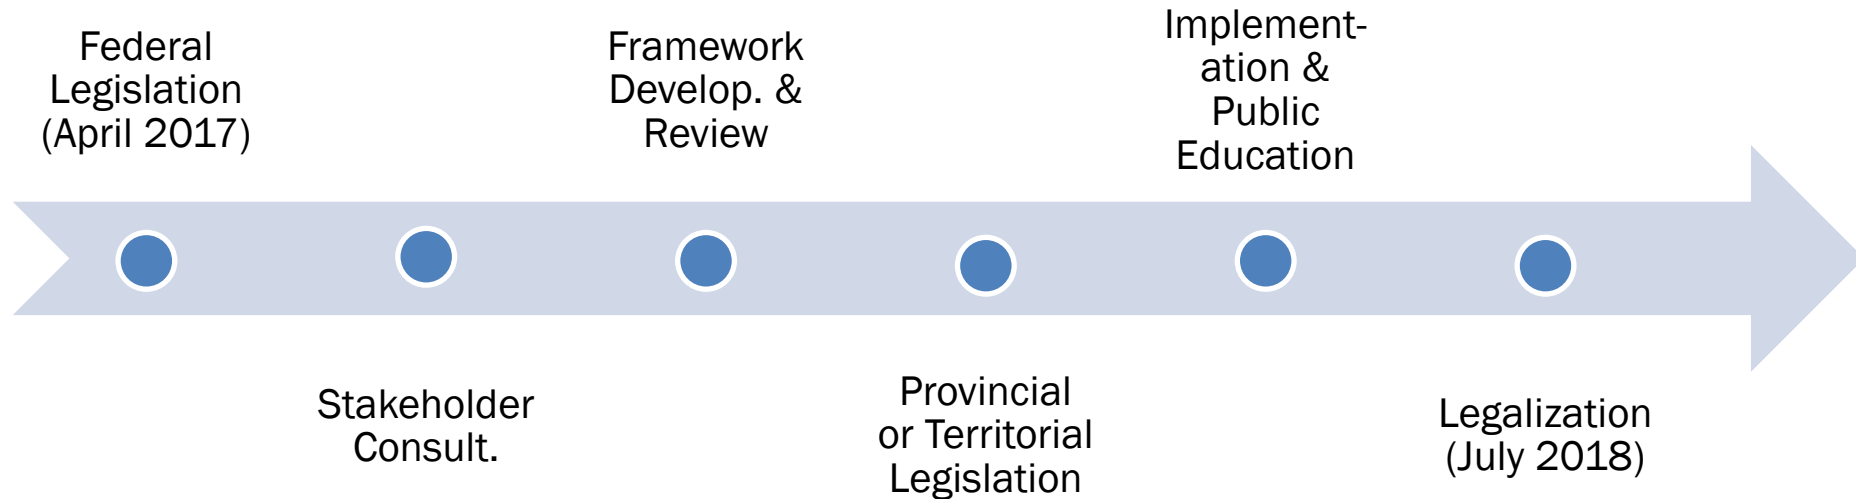 Federal
Legislation
(April 2017)
Stakeholder
Consult.
Framework
Develop. &
Review
Provincial
or Territorial
Legislation
Implement-
ation &
Public
Education
Legalization
(July 2018)